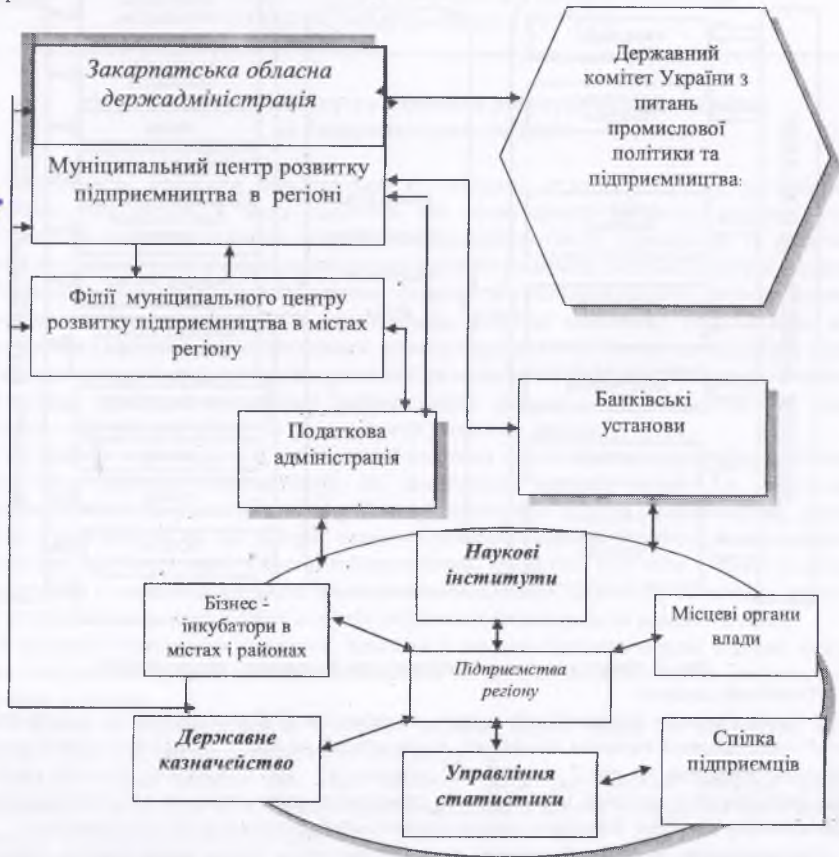 Закарпатська обласна
держадміністрація
Державний
комітет України з
питань
промислової
політики та
підприємництва:
Муніципальний центр розвитку
підприємництва в регіоні
Філії муніципального центру
розвитку підприємництва в містах
регіону
Податкова
адміністрація
Банківські
установи
Наукові
інститути
Бізнес -
інкубатори в
містах і районах
Місцеві органи
влади
Підприємства
регіону
Державне
казначейство
Управління
статистики
Спілка
підприємців